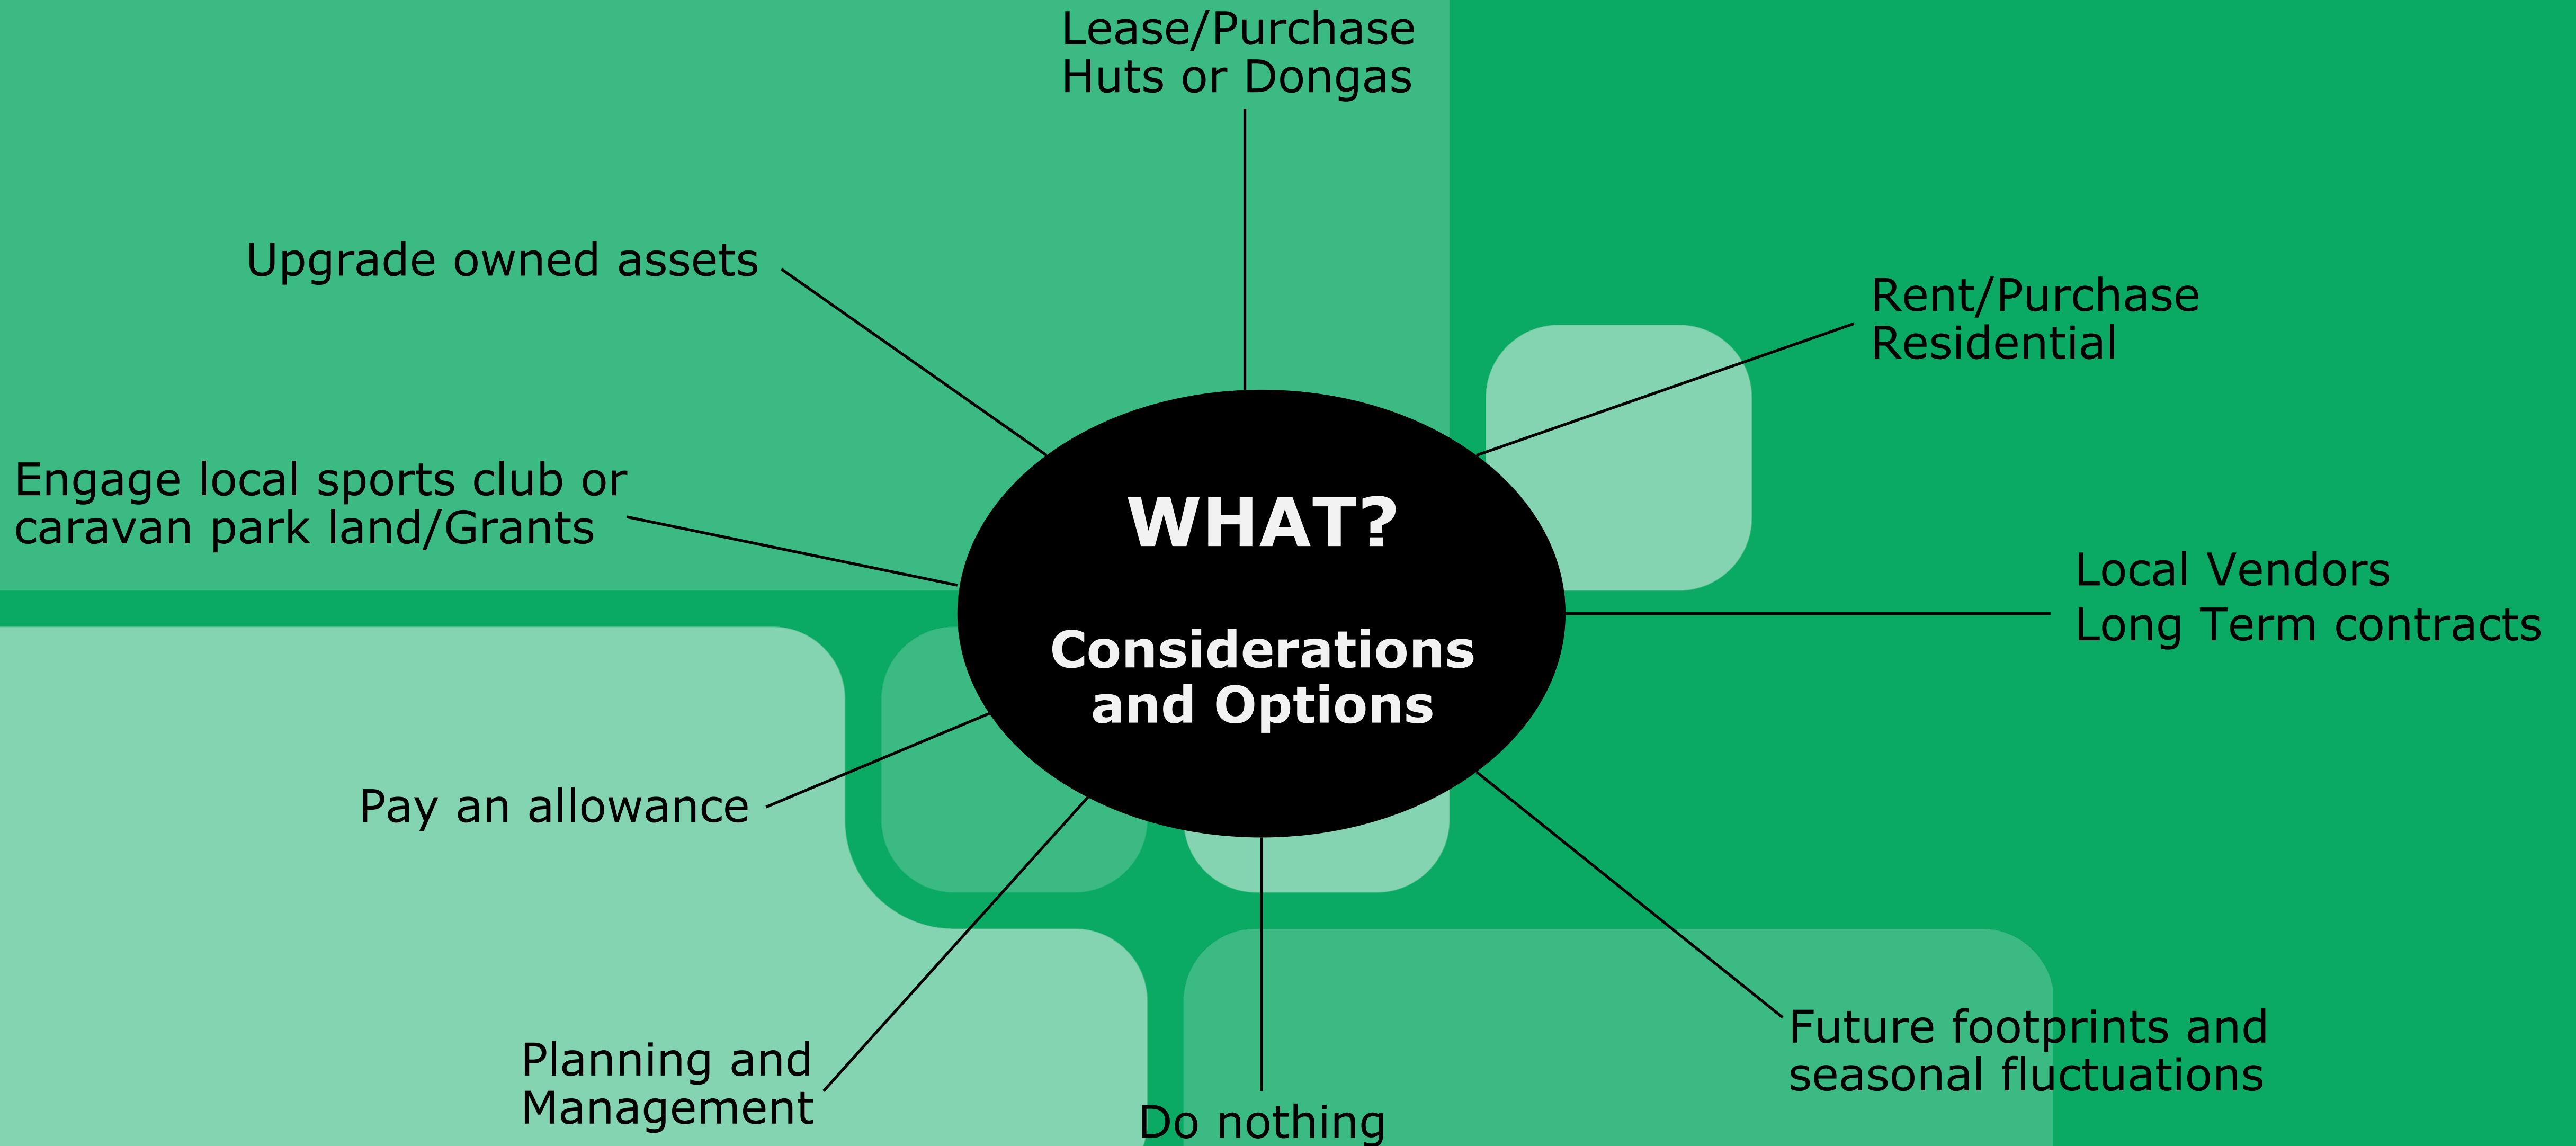 Lease/Purchase
Huts or Dongas
Upgrade owned assets
Rent/Purchase
Residential
Engage local sports club or
caravan park land/Grants
WHAT?
Considerations
and Options
Local Vendors
Long Term contracts
Pay an allowance
Planning and
Management
Do nothing
Future footprints and
seasonal fluctuations